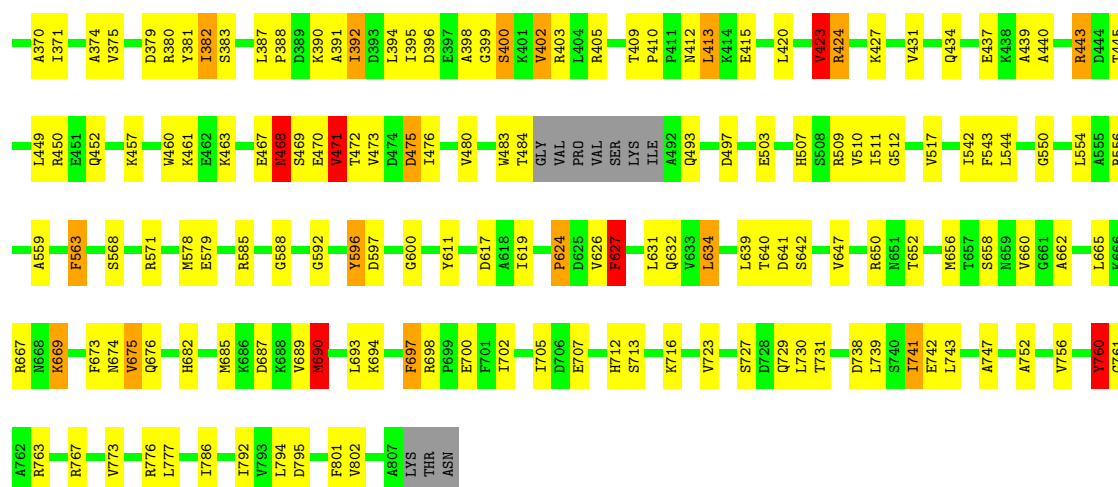 A370 I371 A374 V375 D379 R380 Y381 I382 S383 L387 P388 D389 K390 A391 I392 D393 L394 I395 D396 E397 A398 G399 S400 K401 V402 R403 L404 R405 T409 P410 P411 N412 L413 K414 E415 L420 V423 R424 K427 V431 Q434 E437 K438 A439 A440 R443 D444 T445
L449 R450 E451 Q452 K457 W460 K461 E462 K463 E467 N468 S469 E470 V471 T472 V473 D474 D475 I476 V480 W483 T484 GLY VAL PRO VAL SER LYS ILE A492 Q493 D497 E503 H507 S508 R509 V510 I511 G512 V517 I542 F543 L544 G550 L554 A555 R556
A559 F563 S568 R571 M578 E579 R585 G588 G592 Y596 D597 G600 Y611 D617 A618 I619 P624 D625 V626 F627 L631 Q632 V633 L634 L639 T640 D641 S642 V647 R650 N651 T652 M656 T657 S658 N659 V660 G661 A662 L665 K666
R667 N668 K669 F673 N674 V675 Q676 H682 M685 K686 D687 K688 V689 M690 L693 K694 F697 R698 P699 E700 F701 I702 I705 D706 E707 H712 S713 K716 V723 S727 D728 Q729 L730 T731 D738 L739 S740 I741 E742 L743 A747 A752 V756 Y760 G761
A762 R763 R767 V773 R776 L777 I786 I792 V793 L794 D795 F801 V802 A807 LYS THR ASN